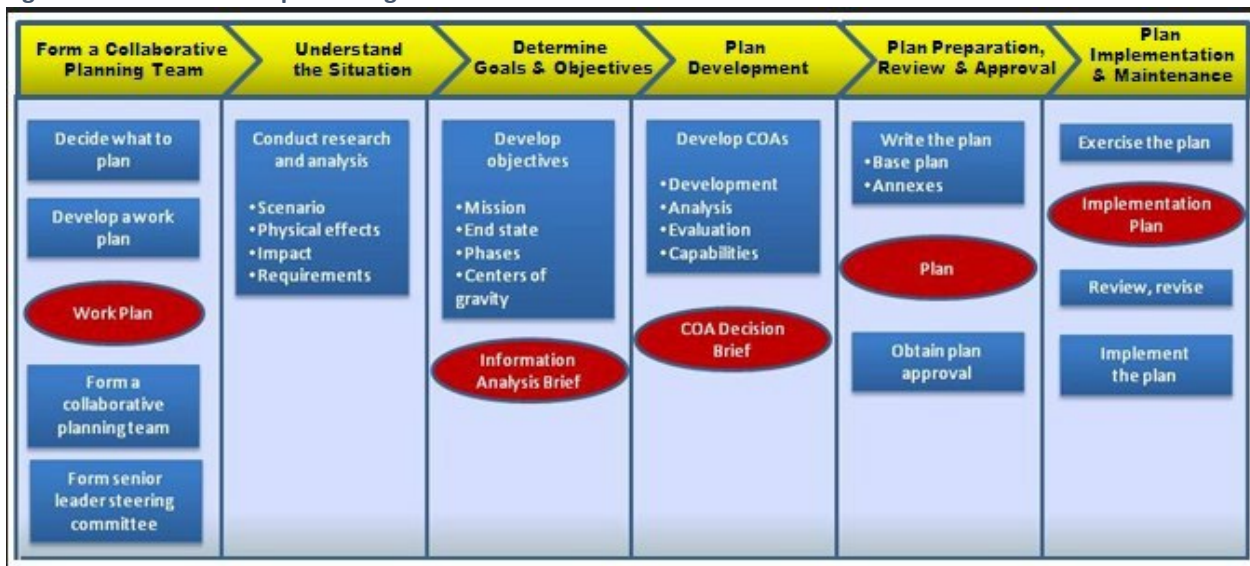 Form a Collaborative
Planning Team
Understand
the Situation
Determine
Goals & Objectives
Plan
Development
Plan Preparation,
Review & Approval
Plan
Implementation
& Maintenance
Decide what to
plan
Develop a work
plan
Work Plan
Form a
collaborative
planning team
Form senior
leader steering
committee
Conduct research
and analysis
•Scenario
•Physical effects
•Impact
•Requirements
Develop
objectives
•Mission
•End state
•Phases
•Centers of
gravity
Information
Analysis Brief
Develop COAs
•Development
•Analysis
•Evaluation
•Capabilities
COA Decision
Brief
Write the plan
•Base plan
•Annexes
Plan
Obtain plan
approval
Exercise the plan
Implementation
Plan
Review, revise
Implement
the plan